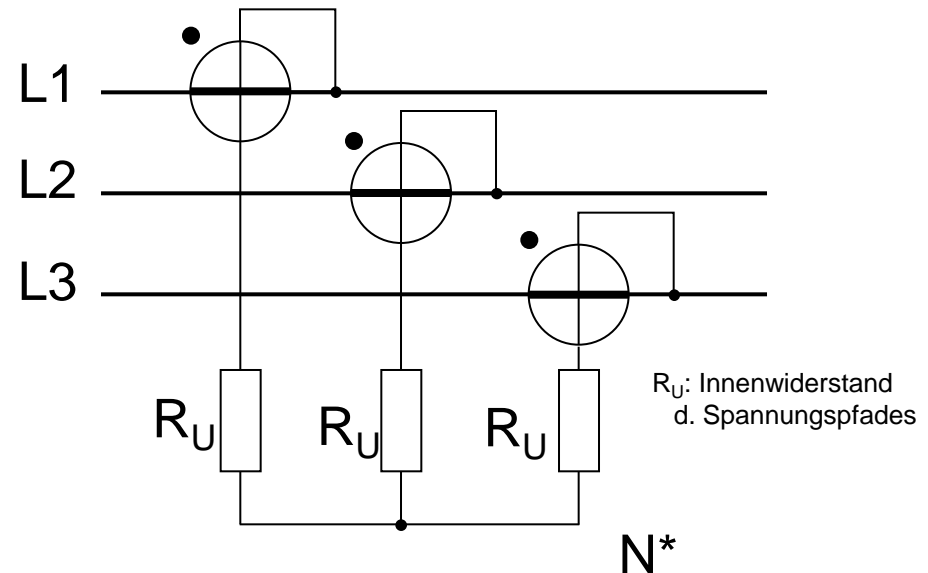 L1
L2
L3
R_U: Innenwiderstand
d. Spannungspfades
R_U R_U R_U
N*